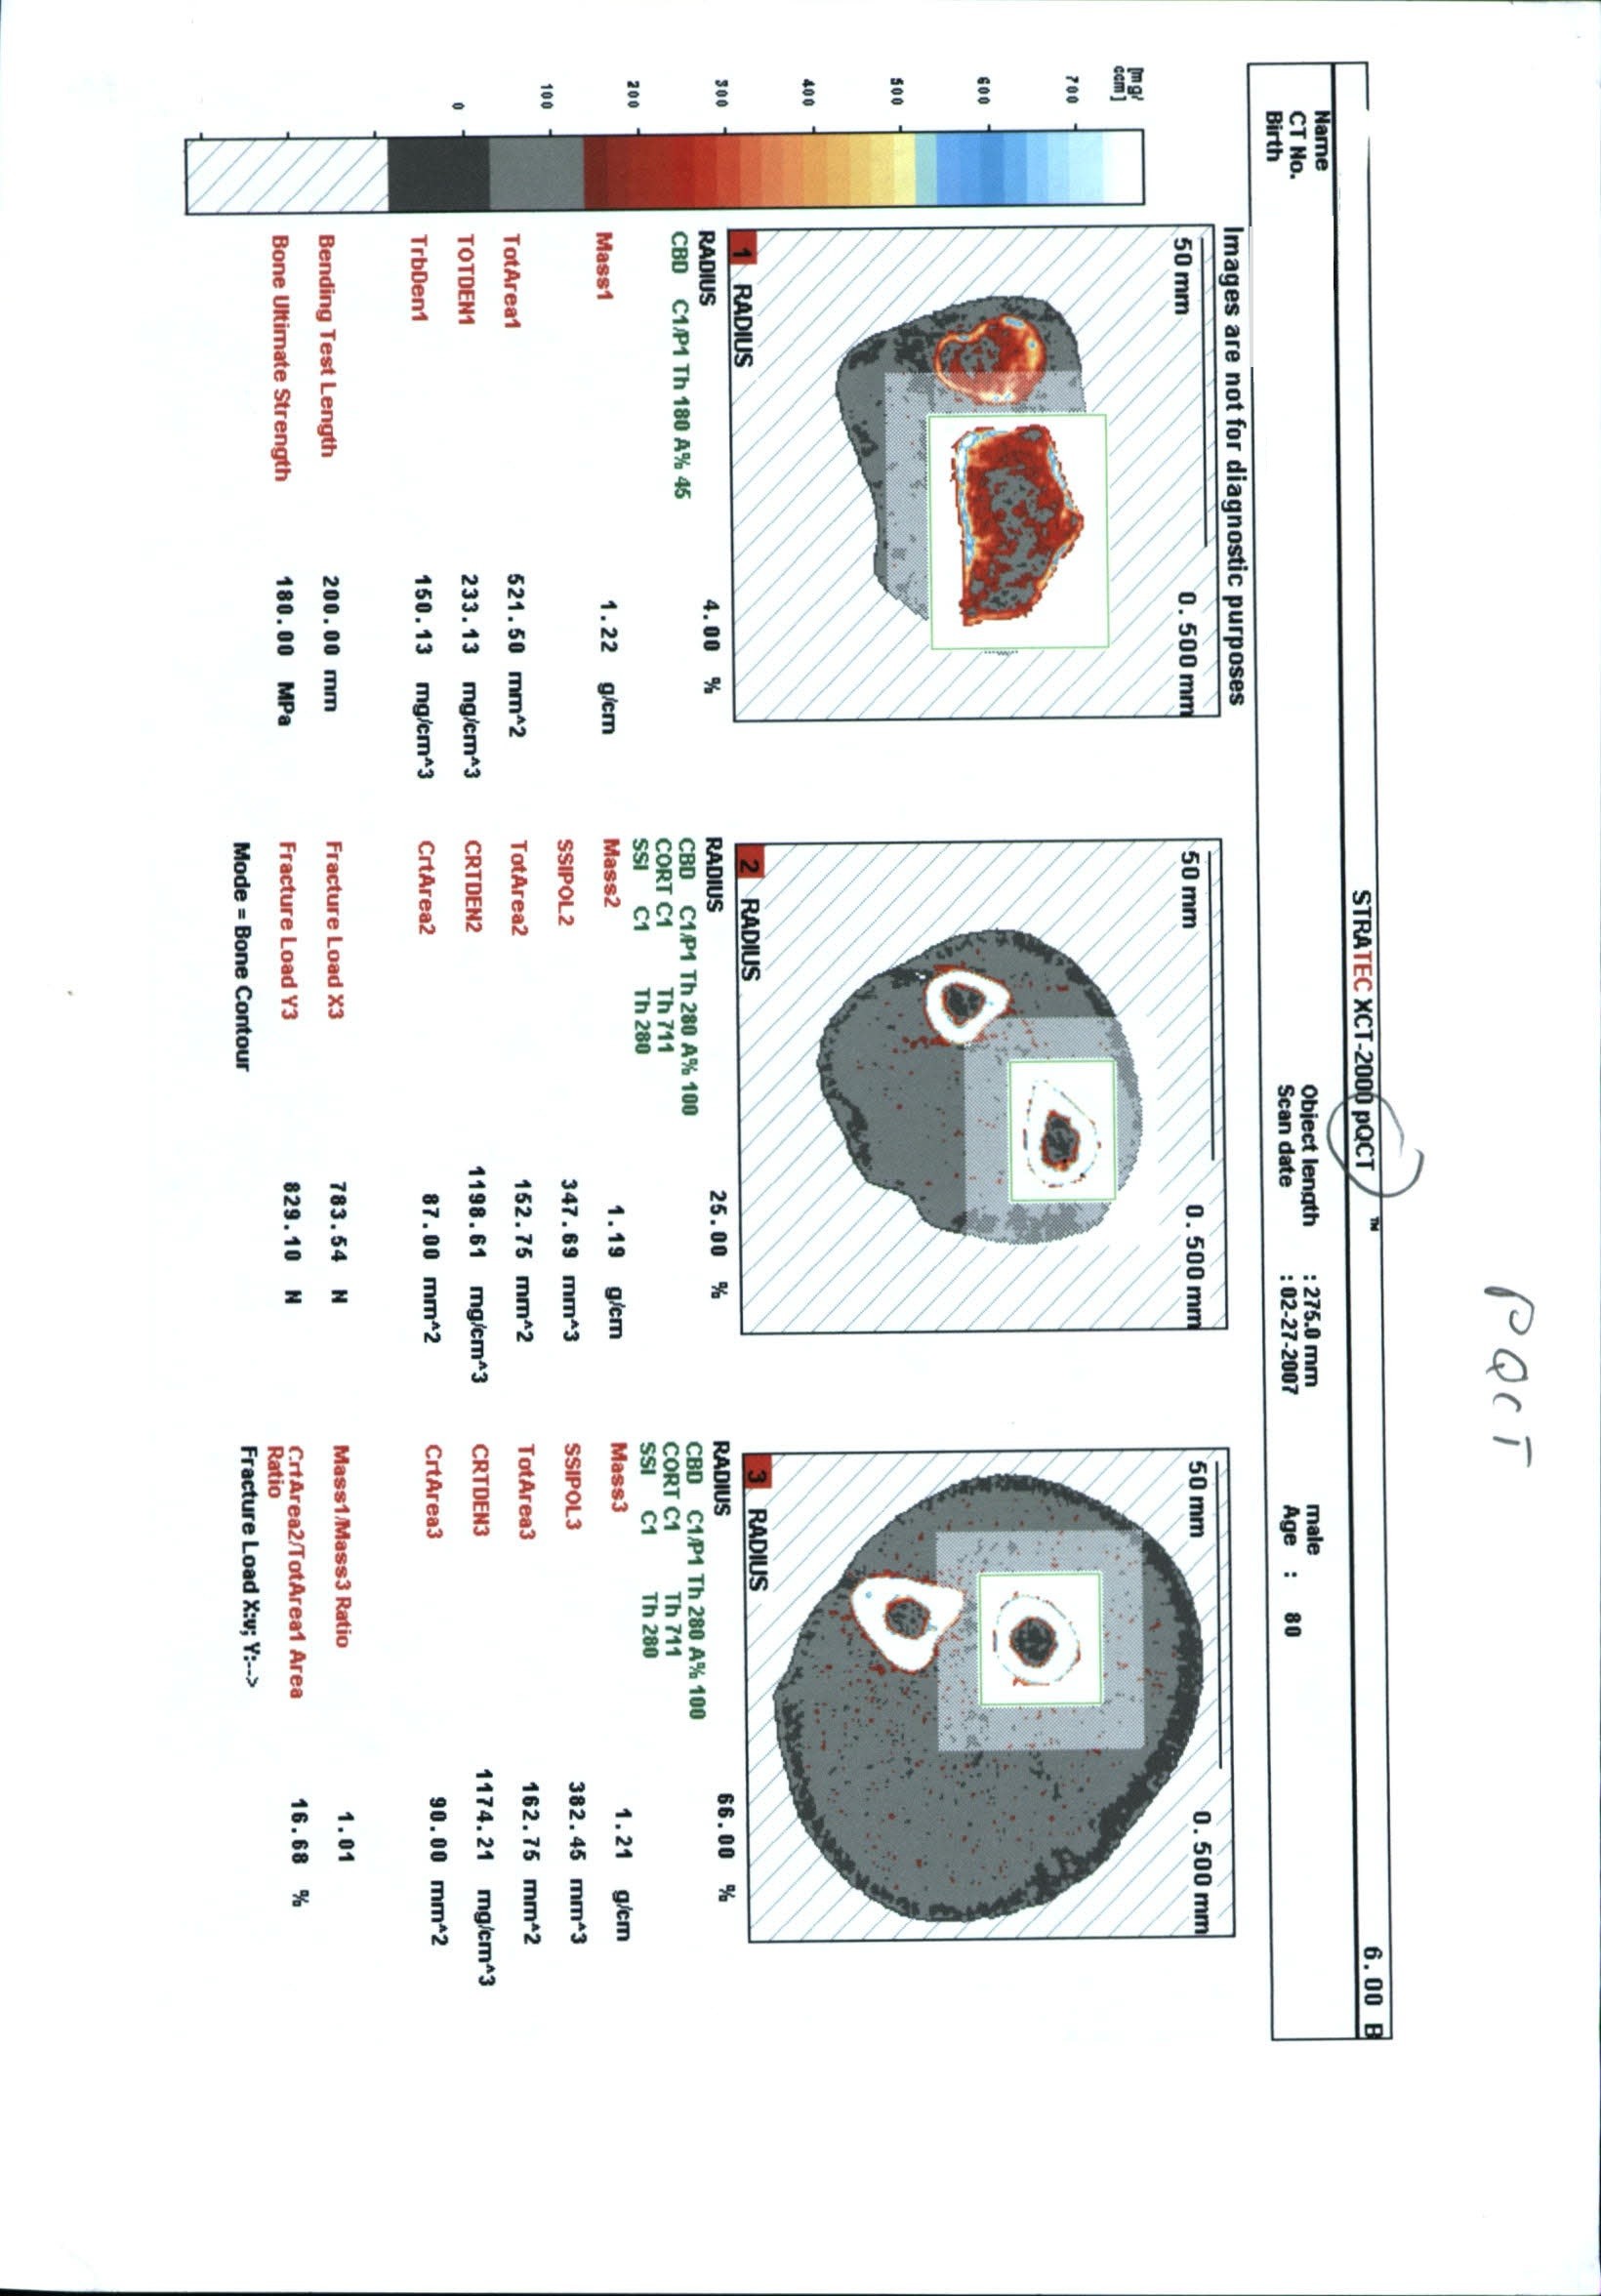 PQCT
6.00 B
STRATEC XCT-2000 pQCT ™
Name
CT No.
Birth
Object length : 275.0 mm
Scan date : 02-27-2007
male
Age : 80
Images are not for diagnostic purposes
[mg/
ccm]
700
600
500
400
300
200
100
0
50 mm 0.500 mm
1 RADIUS
RADIUS 4.00 %
CBD C1/P1 Th 180 A% 45
Mass1 1.22 g/cm
TotArea1 521.50 mm^2
TOTDEN1 233.13 mg/cm^3
TrbDen1 150.13 mg/cm^3
Bending Test Length 200.00 mm
Bone Ultimate Strength 180.00 MPa
50 mm 0.500 mm
2 RADIUS
RADIUS 25.00 %
CBD C1/P1 Th 280 A% 100
CORT C1 Th 711
SSI C1 Th 280
Mass2 1.19 g/cm
SSIPOL2 347.69 mm^3
TotArea2 152.75 mm^2
CRTDEN2 1198.61 mg/cm^3
CrtArea2 87.00 mm^2
Fracture Load X3 783.54 N
Fracture Load Y3 829.10 N
Mode = Bone Contour
50 mm 0.500 mm
3 RADIUS
RADIUS 66.00 %
CBD C1/P1 Th 280 A% 100
CORT C1 Th 711
SSI C1 Th 280
Mass3 1.21 g/cm
SSIPOL3 382.45 mm^3
TotArea3 162.75 mm^2
CRTDEN3 1174.21 mg/cm^3
CrtArea3 90.00 mm^2
Mass1/Mass3 Ratio 1.01
CrtArea2/TotArea1 Area 16.68 %
Ratio
Fracture Load X:v; Y:-->